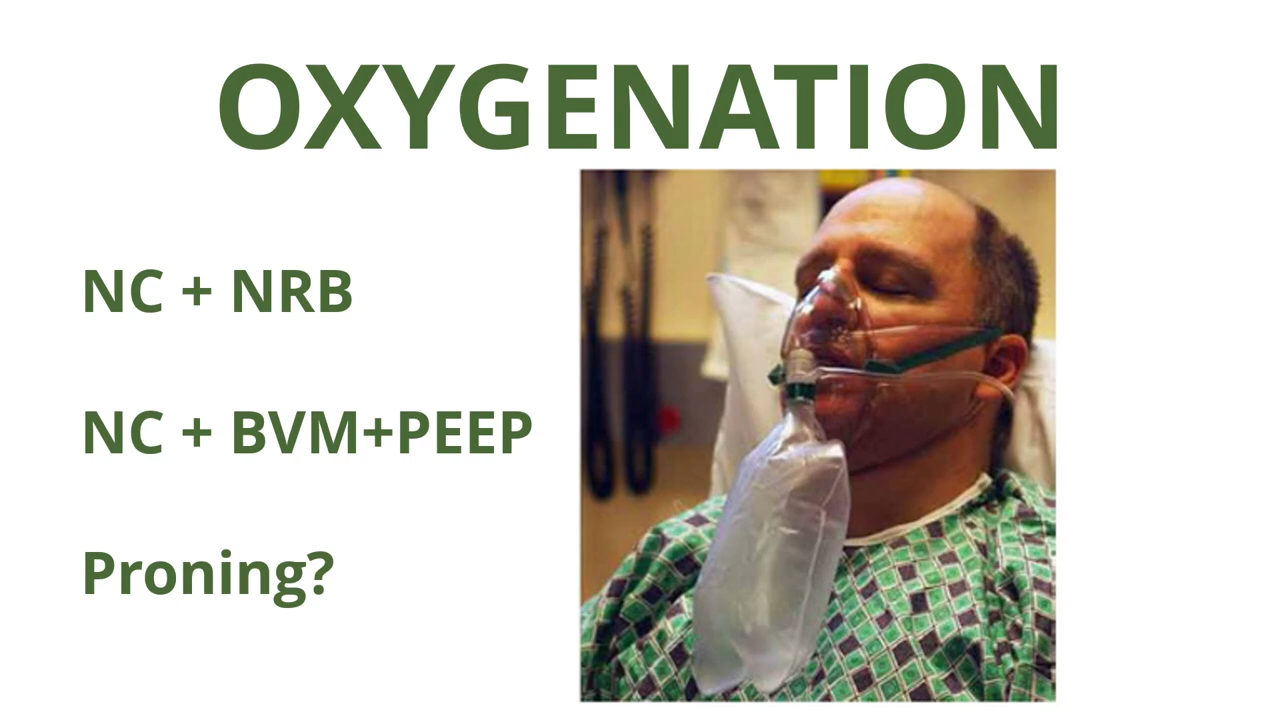 OXYGENATION
NC + NRB
NC + BVM+PEEP
Proning?